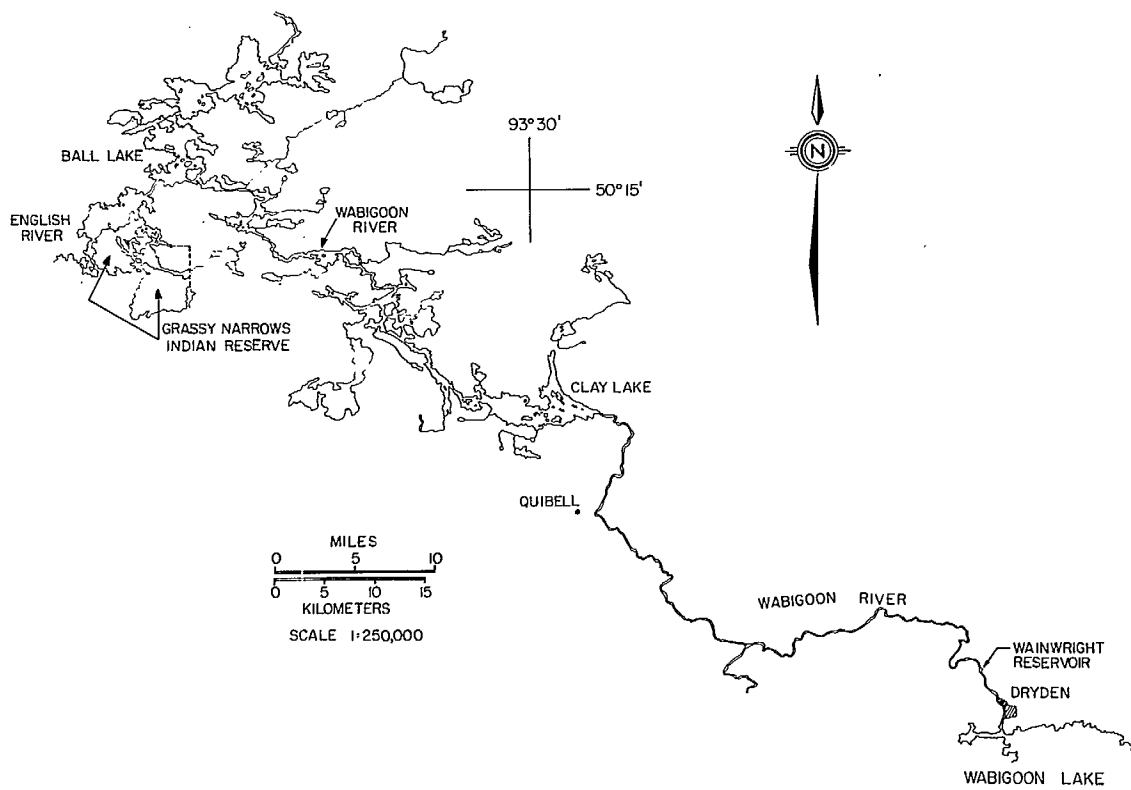 93°30'
50°15'
N
BALL LAKE
ENGLISH
RIVER
WABIGOON
RIVER
GRASSY NARROWS
INDIAN RESERVE
CLAY LAKE
QUIBELL
MILES
0 5 10
0 5 10 15
KILOMETERS
SCALE 1:250,000
WABIGOON RIVER
WAINWRIGHT
RESERVOIR
DRYDEN
WABIGOON LAKE